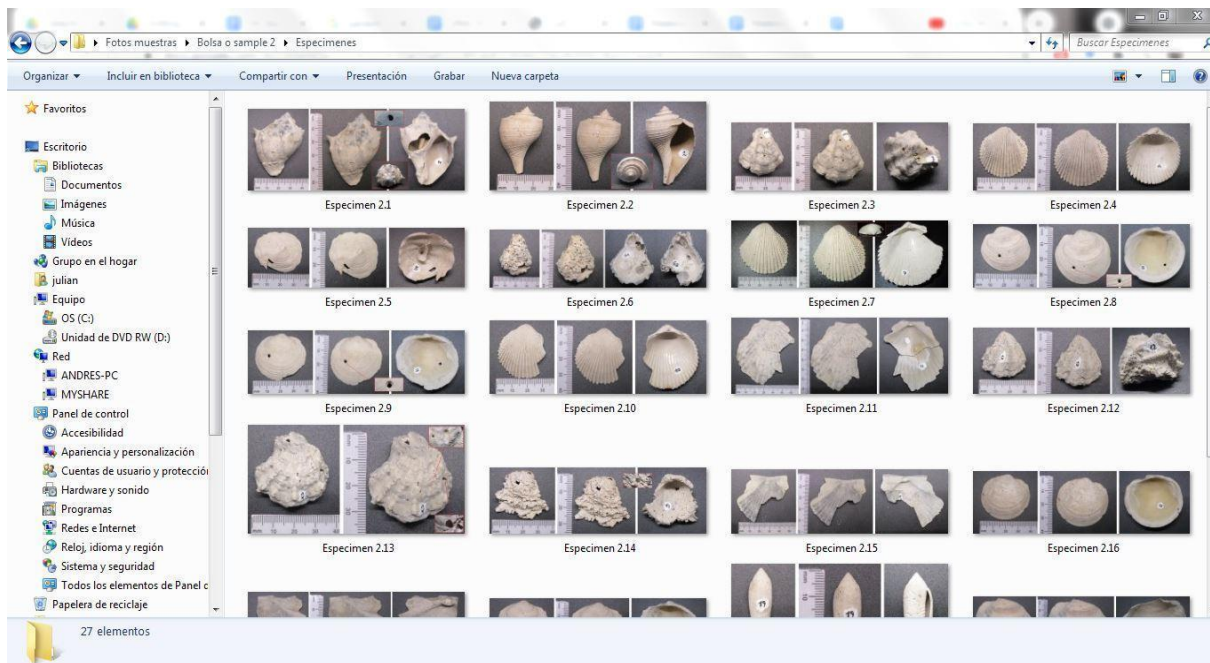 Fotos muestras ▸ Bolsa o sample 2 ▸ Especimenes
Buscar Especimenes
Organizar
Incluir en biblioteca
Compartir con
Presentación
Grabar
Nueva carpeta
Favoritos
Escritorio
Bibliotecas
Documentos
Imágenes
Música
Vídeos
Grupo en el hogar
julian
Equipo
OS (C:)
Unidad de DVD RW (D:)
Red
ANDRES-PC
MYSHARE
Panel de control
Accesibilidad
Apariencia y personalización
Cuentas de usuario y protecció
Hardware y sonido
Programas
Redes e Internet
Reloj, idioma y región
Sistema y seguridad
Todos los elementos de Panel c
Papelera de reciclaje
Especimen 2.1
Especimen 2.2
Especimen 2.3
Especimen 2.4
Especimen 2.5
Especimen 2.6
Especimen 2.7
Especimen 2.8
Especimen 2.9
Especimen 2.10
Especimen 2.11
Especimen 2.12
Especimen 2.13
Especimen 2.14
Especimen 2.15
Especimen 2.16
27 elementos